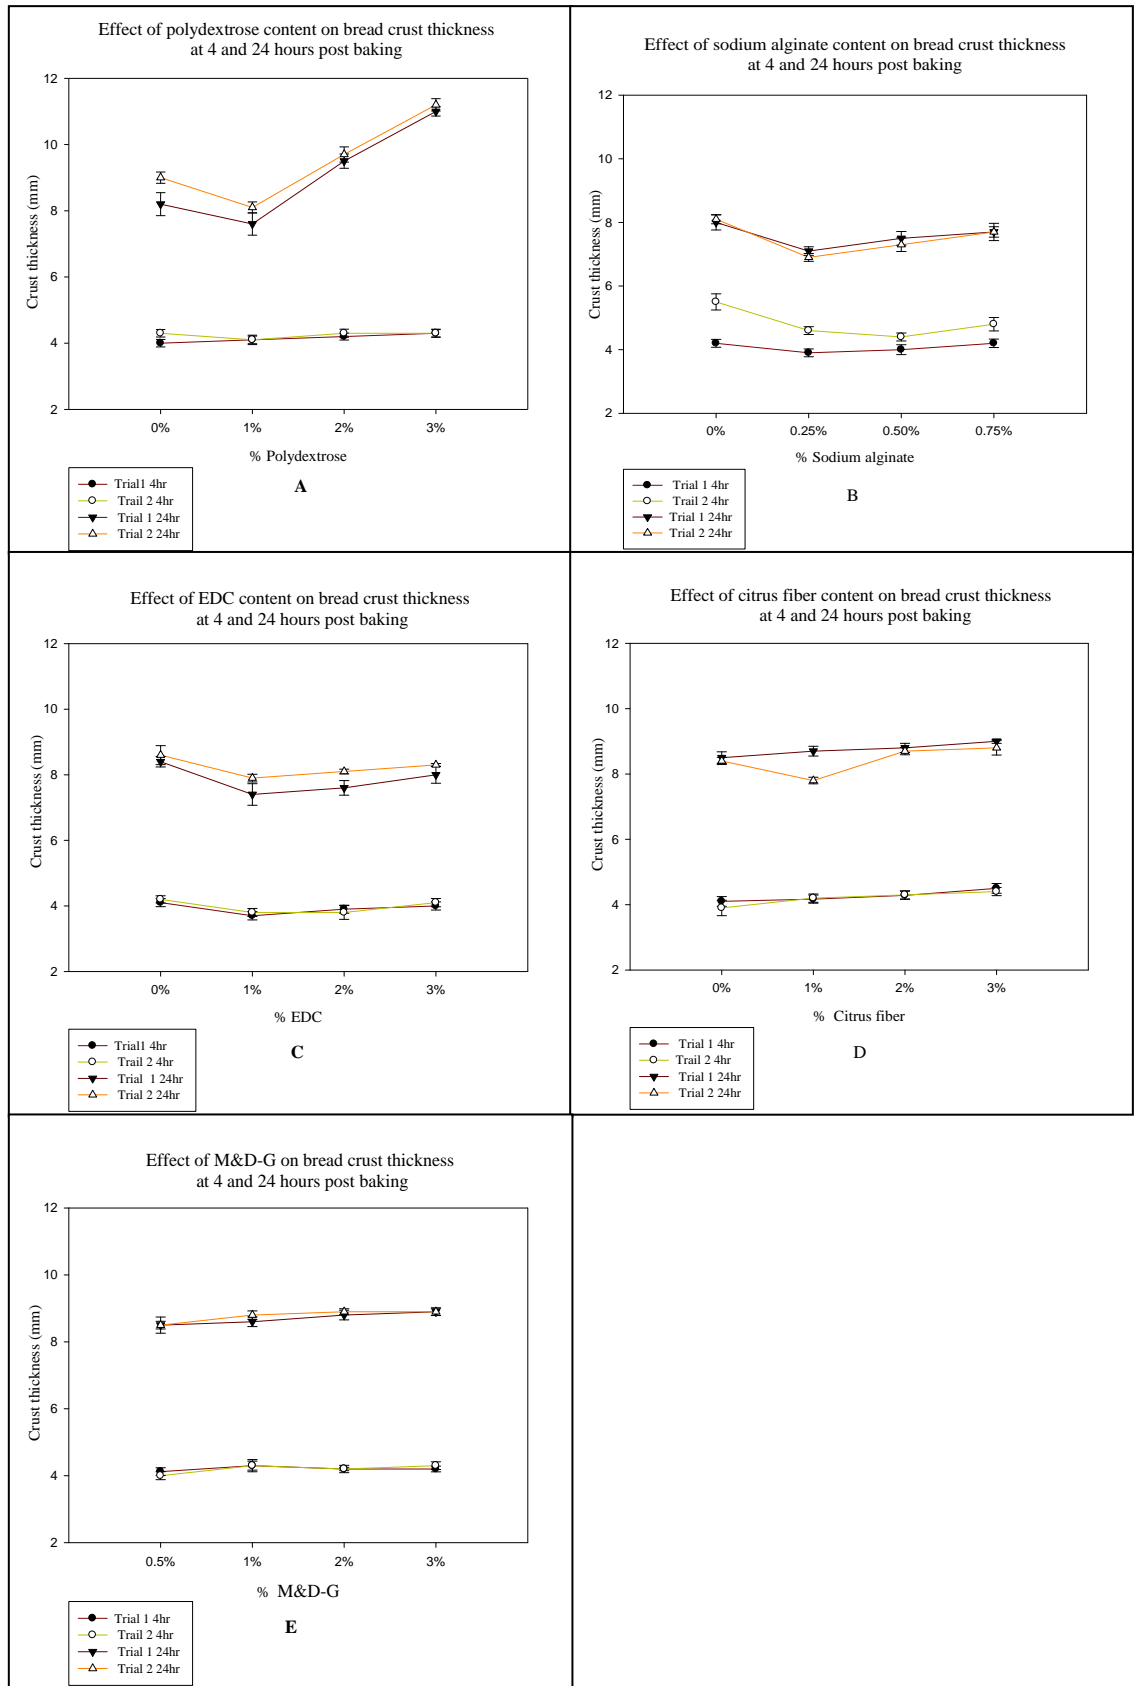 Effect of polydextrose content on bread crust thickness
at 4 and 24 hours post baking
12
10
8
6
4
2
Crust thickness (mm)
0%
1%
2%
3%
% Polydextrose
A
Trial1 4hr
Trail 2 4hr
Trial 1 24hr
Trial 2 24hr
Effect of sodium alginate content on bread crust thickness
at 4 and 24 hours post baking
12
10
8
6
4
2
Crust thickness (mm)
0%
0.25%
0.50%
0.75%
% Sodium alginate
B
Trial 1 4hr
Trail 2 4hr
Trial 1 24hr
Trial 2 24hr
Effect of EDC content on bread crust thickness
at 4 and 24 hours post baking
12
10
8
6
4
2
Crust thickness (mm)
0%
1%
2%
3%
% EDC
C
Trial1 4hr
Trail 2 4hr
Trial 1 24hr
Trial 2 24hr
Effect of citrus fiber content on bread crust thickness
at 4 and 24 hours post baking
12
10
8
6
4
2
Crust thickness (mm)
0%
1%
2%
3%
% Citrus fiber
D
Trial 1 4hr
Trail 2 4hr
Trial 1 24hr
Trial 2 24hr
Effect of M&D-G on bread crust thickness
at 4 and 24 hours post baking
12
10
8
6
4
2
Crust thickness (mm)
0.5%
1%
2%
3%
% M&D-G
E
Trial 1 4hr
Trail 2 4hr
Trial 1 24hr
Trial 2 24hr